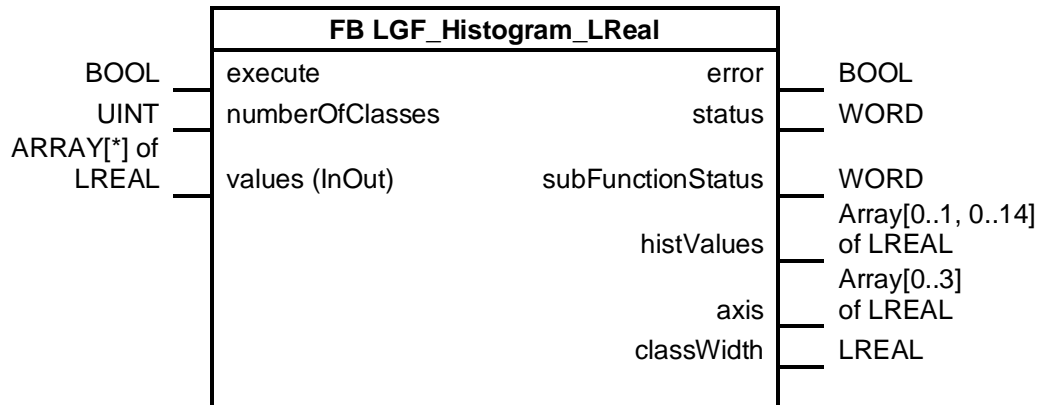 FB LGF_Histogram_LReal
BOOL execute error BOOL
UINT numberOfClasses status WORD
ARRAY[*] of
LREAL values (InOut) subFunctionStatus WORD
Array[0..1, 0..14]
histValues of LREAL
Array[0..3]
axis of LREAL
classWidth LREAL